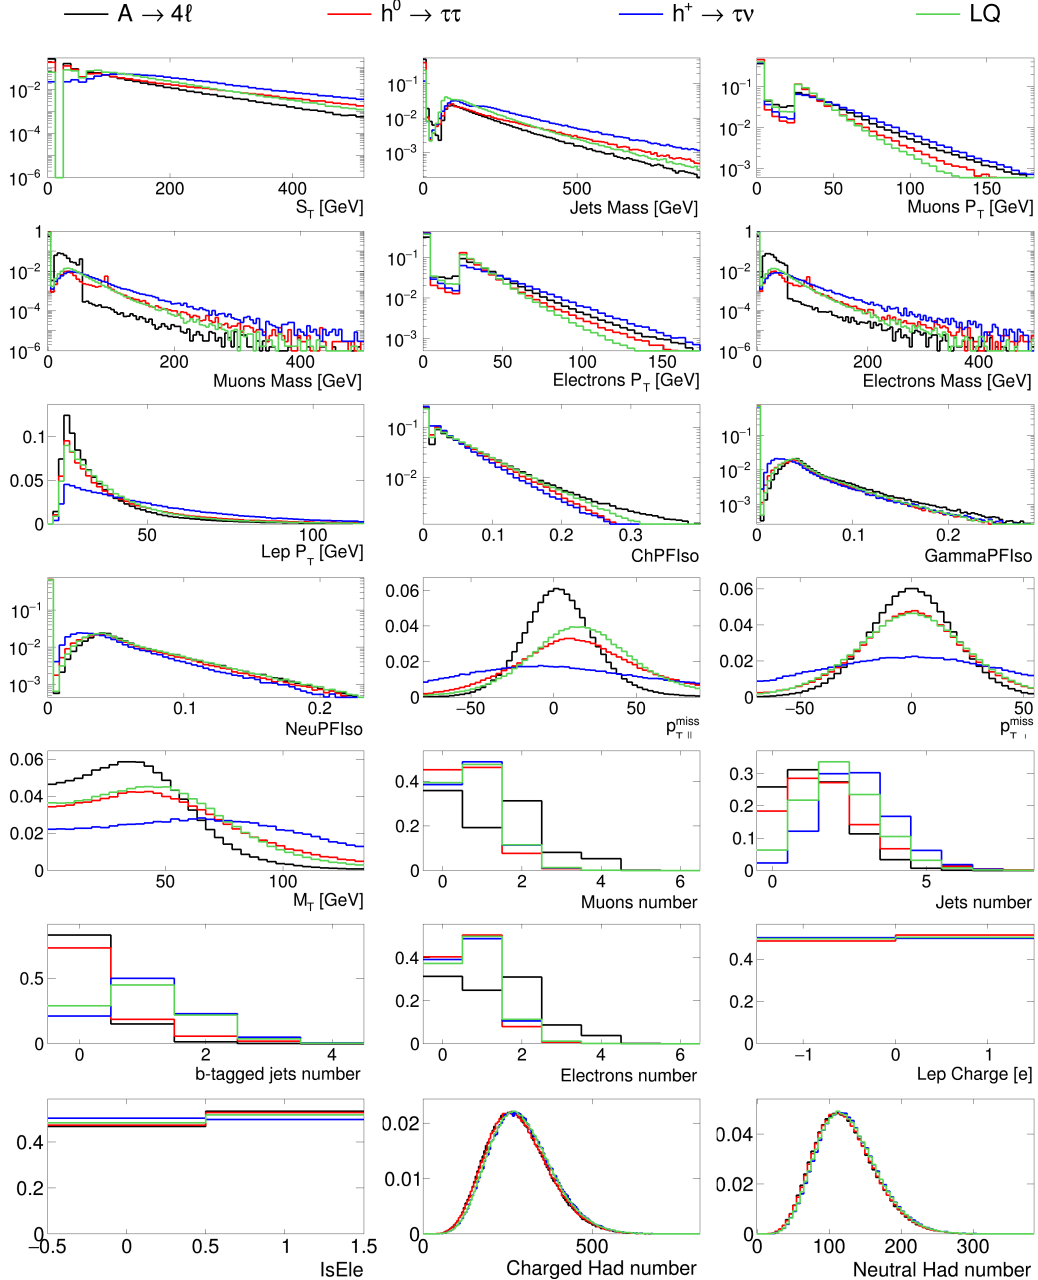 A → 4ℓ h⁰ → ττ h⁺ → τν LQ
10⁻² 10⁻⁴ 10⁻⁶
0 200 400
S_T [GeV]
10⁻¹ 10⁻² 10⁻³
0 500
Jets Mass [GeV]
10⁻¹ 10⁻² 10⁻³
0 50 100 150
Muons P_T [GeV]
1 10⁻² 10⁻⁴ 10⁻⁶
0 200 400
Muons Mass [GeV]
10⁻¹ 10⁻² 10⁻³
0 50 100 150
Electrons P_T [GeV]
1 10⁻² 10⁻⁴ 10⁻⁶
0 200 400
Electrons Mass [GeV]
0.1 0.05 0
50 100
Lep P_T [GeV]
10⁻¹ 10⁻²
0 0.1 0.2 0.3
ChPFIso
10⁻¹ 10⁻² 10⁻³
0 0.1 0.2
GammaPFIso
10⁻¹ 10⁻² 10⁻³
0 0.1 0.2
NeuPFIso
0.06 0.04 0.02 0
−50 0 50
p_T ||^miss
0.06 0.04 0.02 0
−50 0 50
p_T ⊥^miss
0.06 0.04 0.02 0
50 100
M_T [GeV]
0.4 0.2 0
0 2 4 6
Muons number
0.3 0.2 0.1 0
0 5
Jets number
0.5 0
0 2 4
b-tagged jets number
0.4 0.2 0
0 2 4 6
Electrons number
0.4 0.2 0
−1 0 1
Lep Charge [e]
0.4 0.2 0
−0.5 0 0.5 1 1.5
IsEle
0.02 0.01 0
0 500
Charged Had number
0.04 0.02 0
0 100 200 300
Neutral Had number